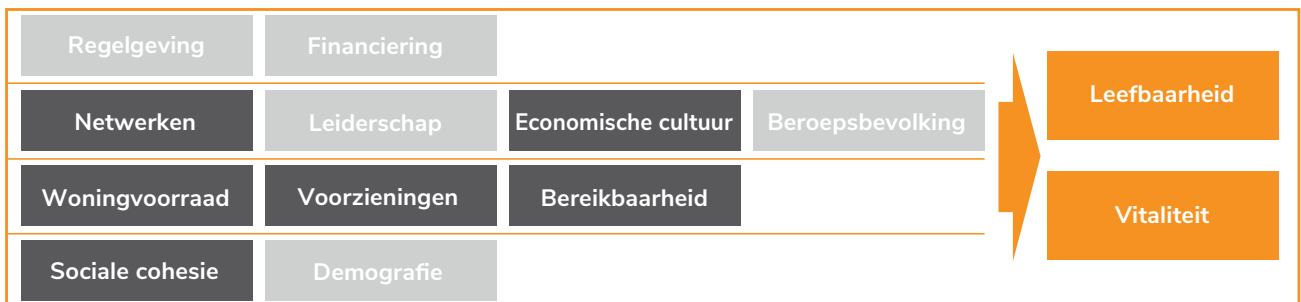 Regelgeving
Financiering
Netwerken
Leiderschap
Economische cultuur
Beroepsbevolking
Woningvoorraad
Voorzieningen
Bereikbaarheid
Sociale cohesie
Demografie
Leefbaarheid
Vitaliteit